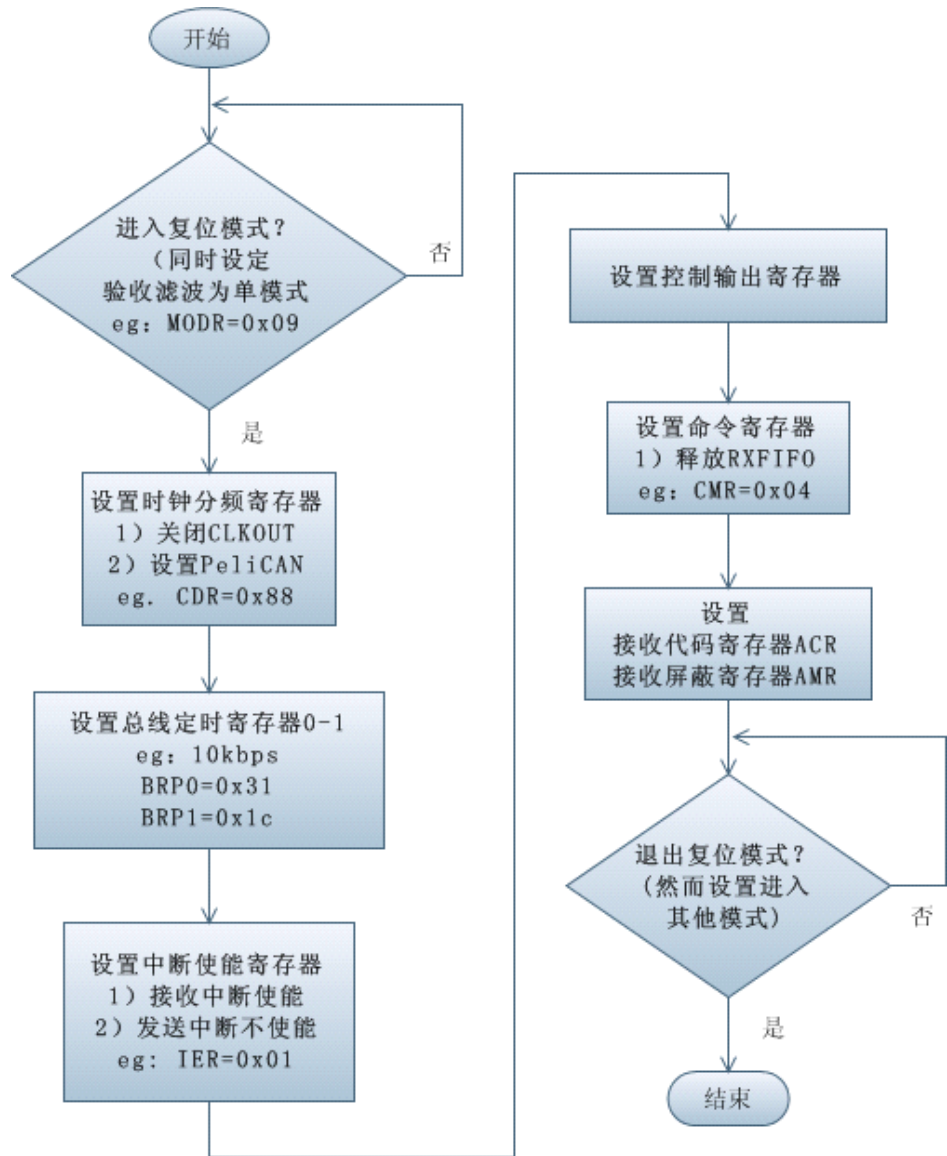 开始
进入复位模式？
（同时设定
验收滤波为单模式
eg：MODR=0x09
否
是
设置时钟分频寄存器
1）关闭CLKOUT
2）设置PeliCAN
eg. CDR=0x88
设置总线定时寄存器0-1
eg：10kbps
BRP0=0x31
BRP1=0x1c
设置中断使能寄存器
1）接收中断使能
2）发送中断不使能
eg: IER=0x01
设置控制输出寄存器
设置命令寄存器
1）释放RXFIFO
eg：CMR=0x04
设置
接收代码寄存器ACR
接收屏蔽寄存器AMR
退出复位模式？
(然而设置进入
其他模式)
否
是
结束